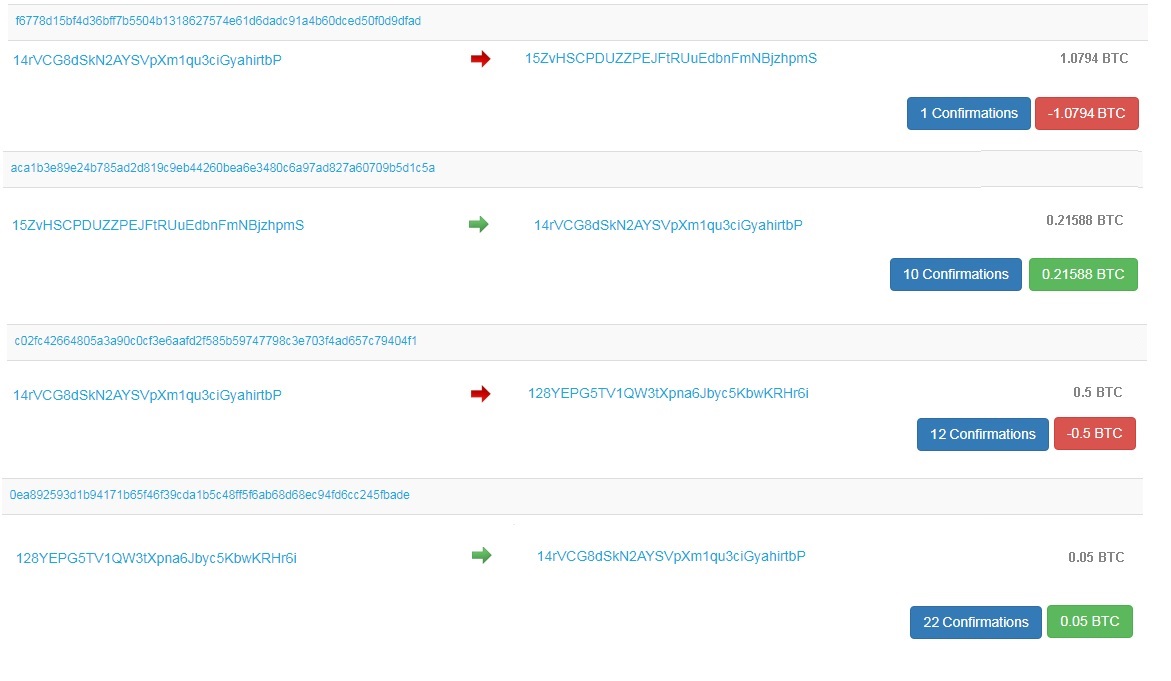 f6778d15bf4d36bff7b5504b1318627574e61d6dadc91a4b60dced50f0d9dfad
14rVCG8dSkN2AYSVpXm1qu3ciGyahirtbP 15ZvHSCPDUZZPEJFtRUuEdbnFmNBjzhpmS 1.0794 BTC
1 Confirmations -1.0794 BTC
aca1b3e89e24b785ad2d819c9eb44260bea6e3480c6a97ad827a60709b5d1c5a
15ZvHSCPDUZZPEJFtRUuEdbnFmNBjzhpmS 14rVCG8dSkN2AYSVpXm1qu3ciGyahirtbP 0.21588 BTC
10 Confirmations 0.21588 BTC
c02fc42664805a3a90c0cf3e6aafd2f585b59747798c3e703f4ad657c79404f1
14rVCG8dSkN2AYSVpXm1qu3ciGyahirtbP 128YEPG5TV1QW3tXpna6Jbyc5KbwKRHr6i 0.5 BTC
12 Confirmations -0.5 BTC
0ea892593d1b94171b65f46f39cda1b5c48ff5f6ab68d68ec94fd6cc245fbade
128YEPG5TV1QW3tXpna6Jbyc5KbwKRHr6i 14rVCG8dSkN2AYSVpXm1qu3ciGyahirtbP 0.05 BTC
22 Confirmations 0.05 BTC